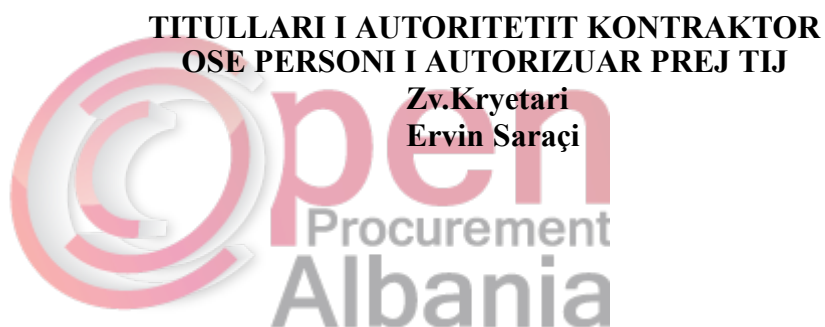 TITULLARI I AUTORITETIT KONTRAKTOR
OSE PERSONI I AUTORIZUAR PREJ TIJ
Zv.Kryetari
Ervin Saraçi
Open
Procurement
Albania